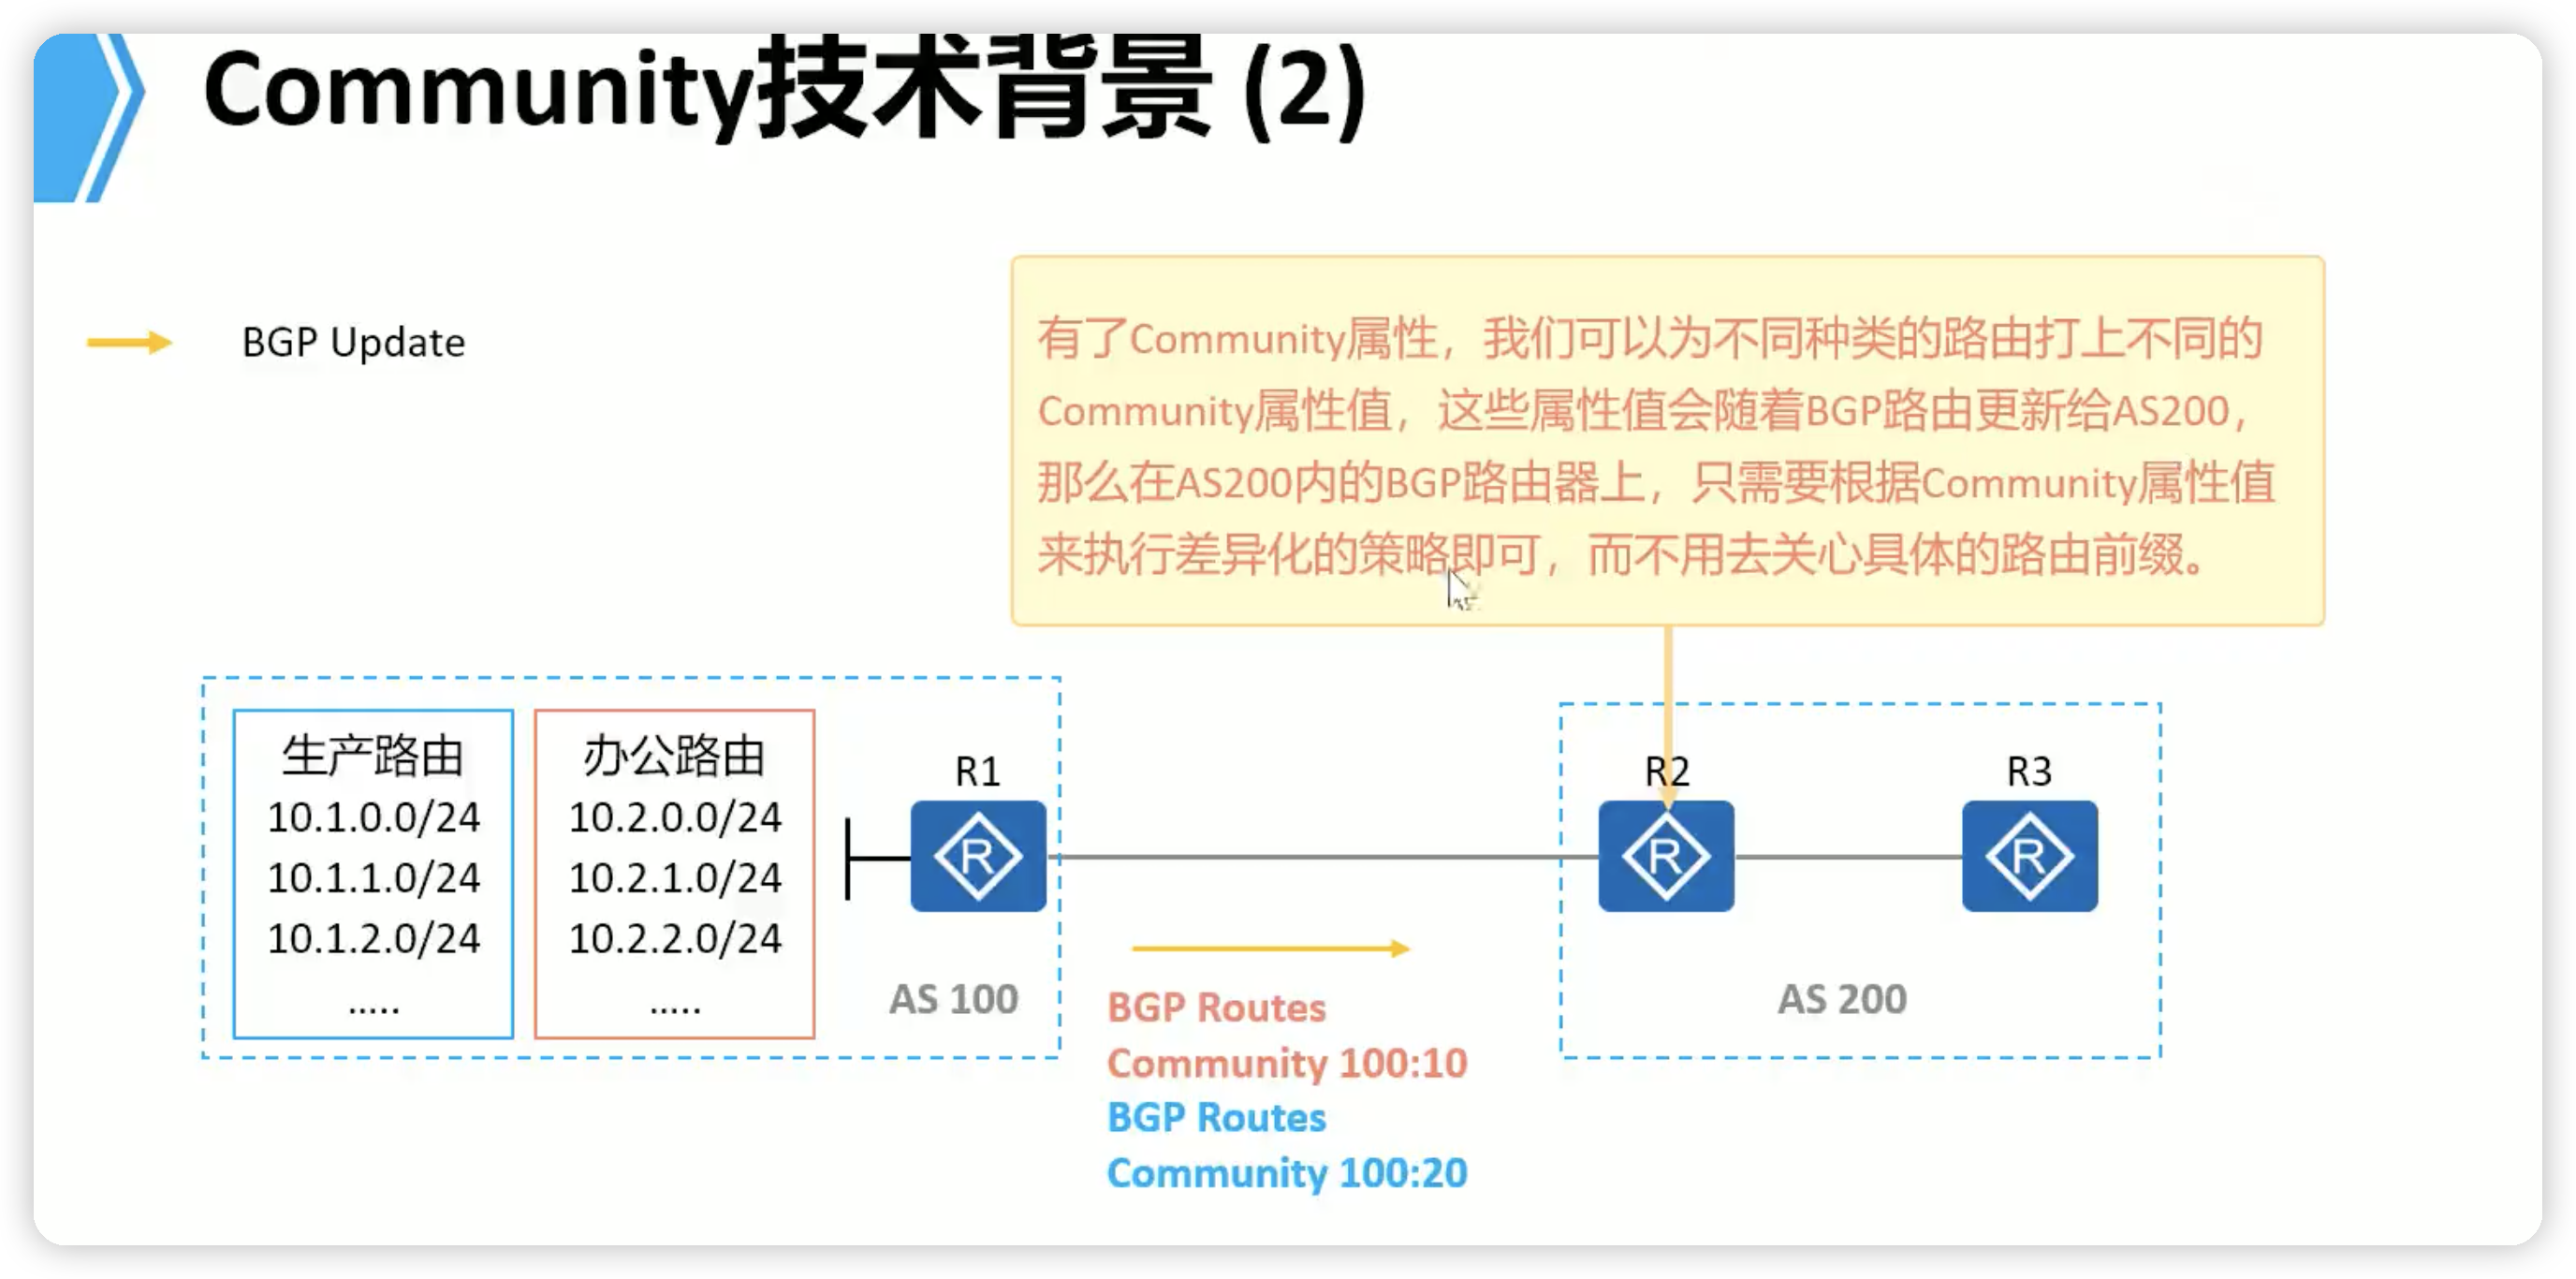 Community技术背景 (2)
BGP Update
有了Community属性，我们可以为不同种类的路由打上不同的
Community属性值，这些属性值会随着BGP路由更新给AS200，
那么在AS200内的BGP路由器上，只需要根据Community属性值
来执行差异化的策略即可，而不用去关心具体的路由前缀。
生产路由
10.1.0.0/24
10.1.1.0/24
10.1.2.0/24
.....
办公路由
10.2.0.0/24
10.2.1.0/24
10.2.2.0/24
.....
R1
R
AS 100
BGP Routes
Community 100:10
BGP Routes
Community 100:20
R2
R
R3
R
AS 200